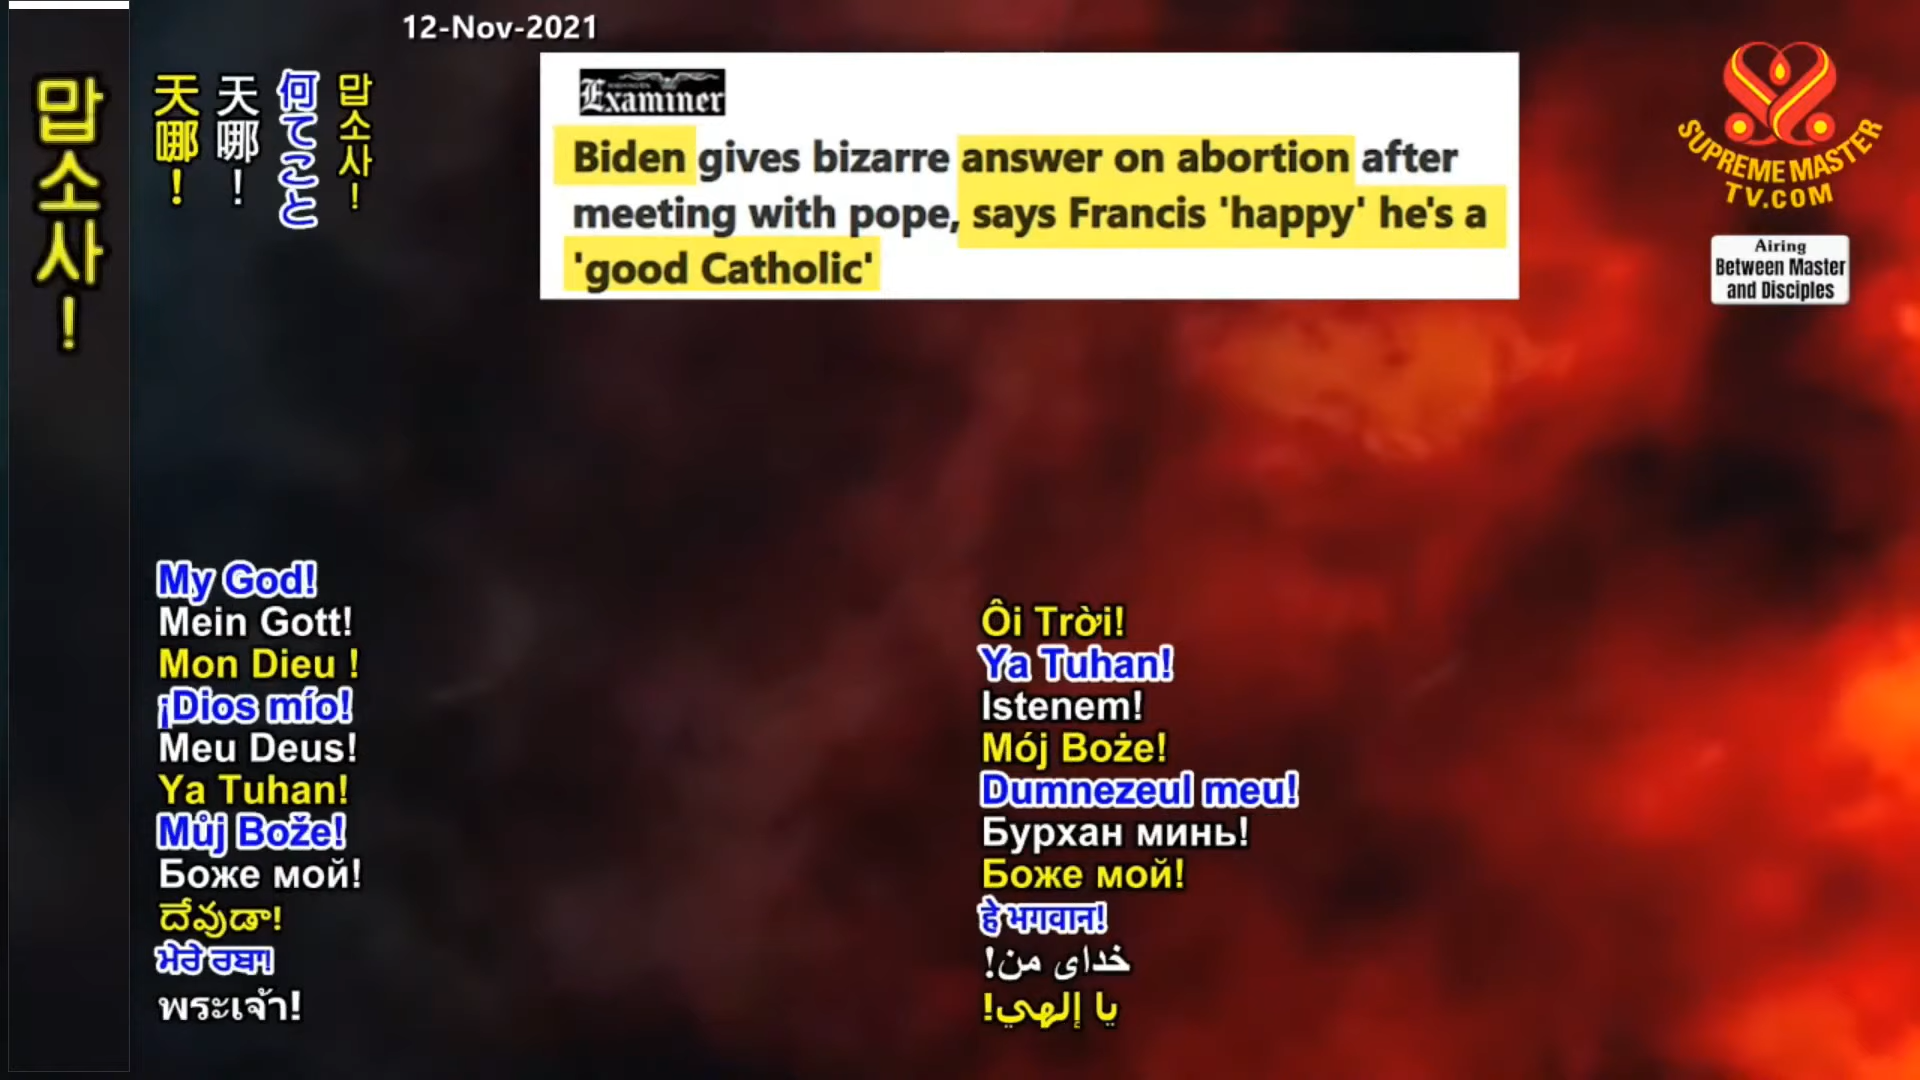 12-Nov-2021
맙소사!
天哪!
天哪!
何てこと
맙소사!
Examiner
Biden gives bizarre answer on abortion after
meeting with pope, says Francis 'happy' he's a
'good Catholic'
SUPREME MASTER
TV.COM
Airing
Between Master
and Disciples
My God!
Mein Gott!
Mon Dieu !
¡Dios mío!
Meu Deus!
Ya Tuhan!
Můj Bože!
Боже мой!
దేవుడా!
ਮੇਰੇ ਰਬਾ!
พระเจ้า!
Ôi Trời!
Ya Tuhan!
Istenem!
Mój Boże!
Dumnezeul meu!
Бурхан минь!
Боже мой!
हे भगवान!
خدای من!
يا إلهي!